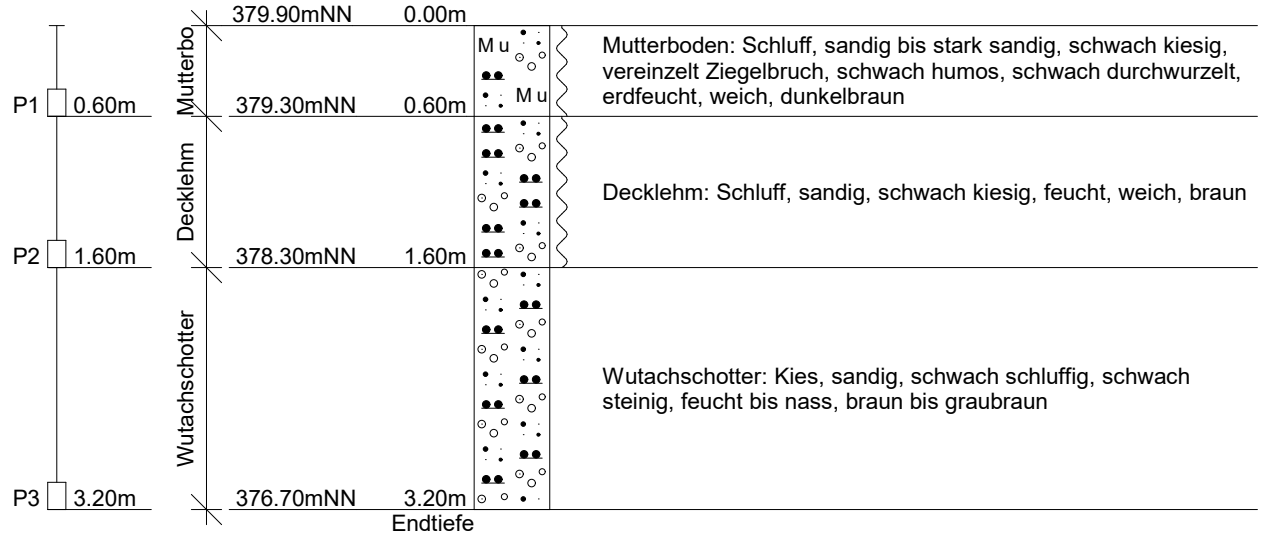 379.90mNN 0.00m
Mutterbo
Mu
Mutterboden: Schluff, sandig bis stark sandig, schwach kiesig,
vereinzelt Ziegelbruch, schwach humos, schwach durchwurzelt,
erdfeucht, weich, dunkelbraun
Mu
P1 0.60m
379.30mNN 0.60m
Decklehm
Decklehm: Schluff, sandig, schwach kiesig, feucht, weich, braun
P2 1.60m
378.30mNN 1.60m
Wutachschotter
Wutachschotter: Kies, sandig, schwach schluffig, schwach
steinig, feucht bis nass, braun bis graubraun
P3 3.20m
376.70mNN 3.20m
Endtiefe